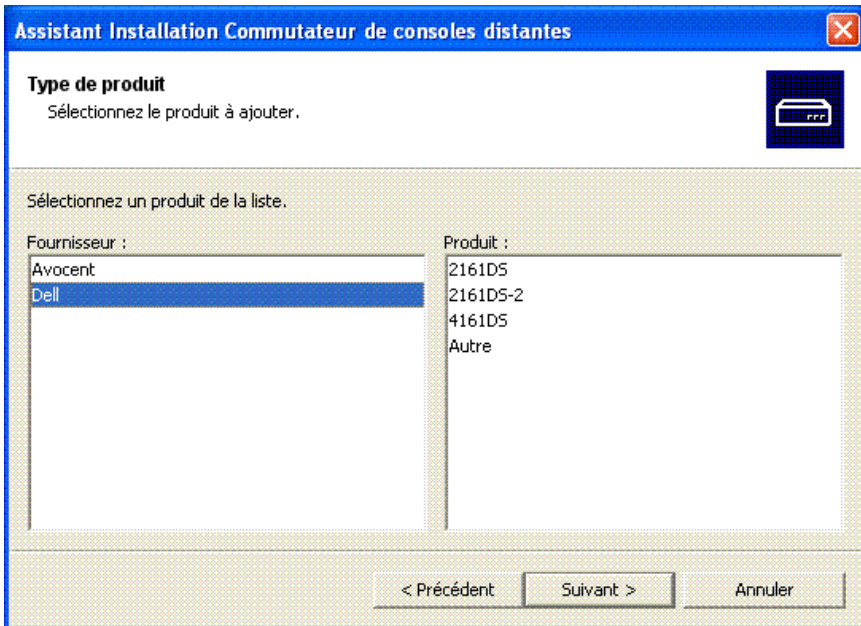 Assistant Installation Commutateur de consoles distantes
Type de produit
Sélectionnez le produit à ajouter.
Sélectionnez un produit de la liste.
Fournisseur :
Avocent
Dell
Produit :
2161DS
2161DS-2
4161DS
Autre
< Précédent
Suivant >
Annuler